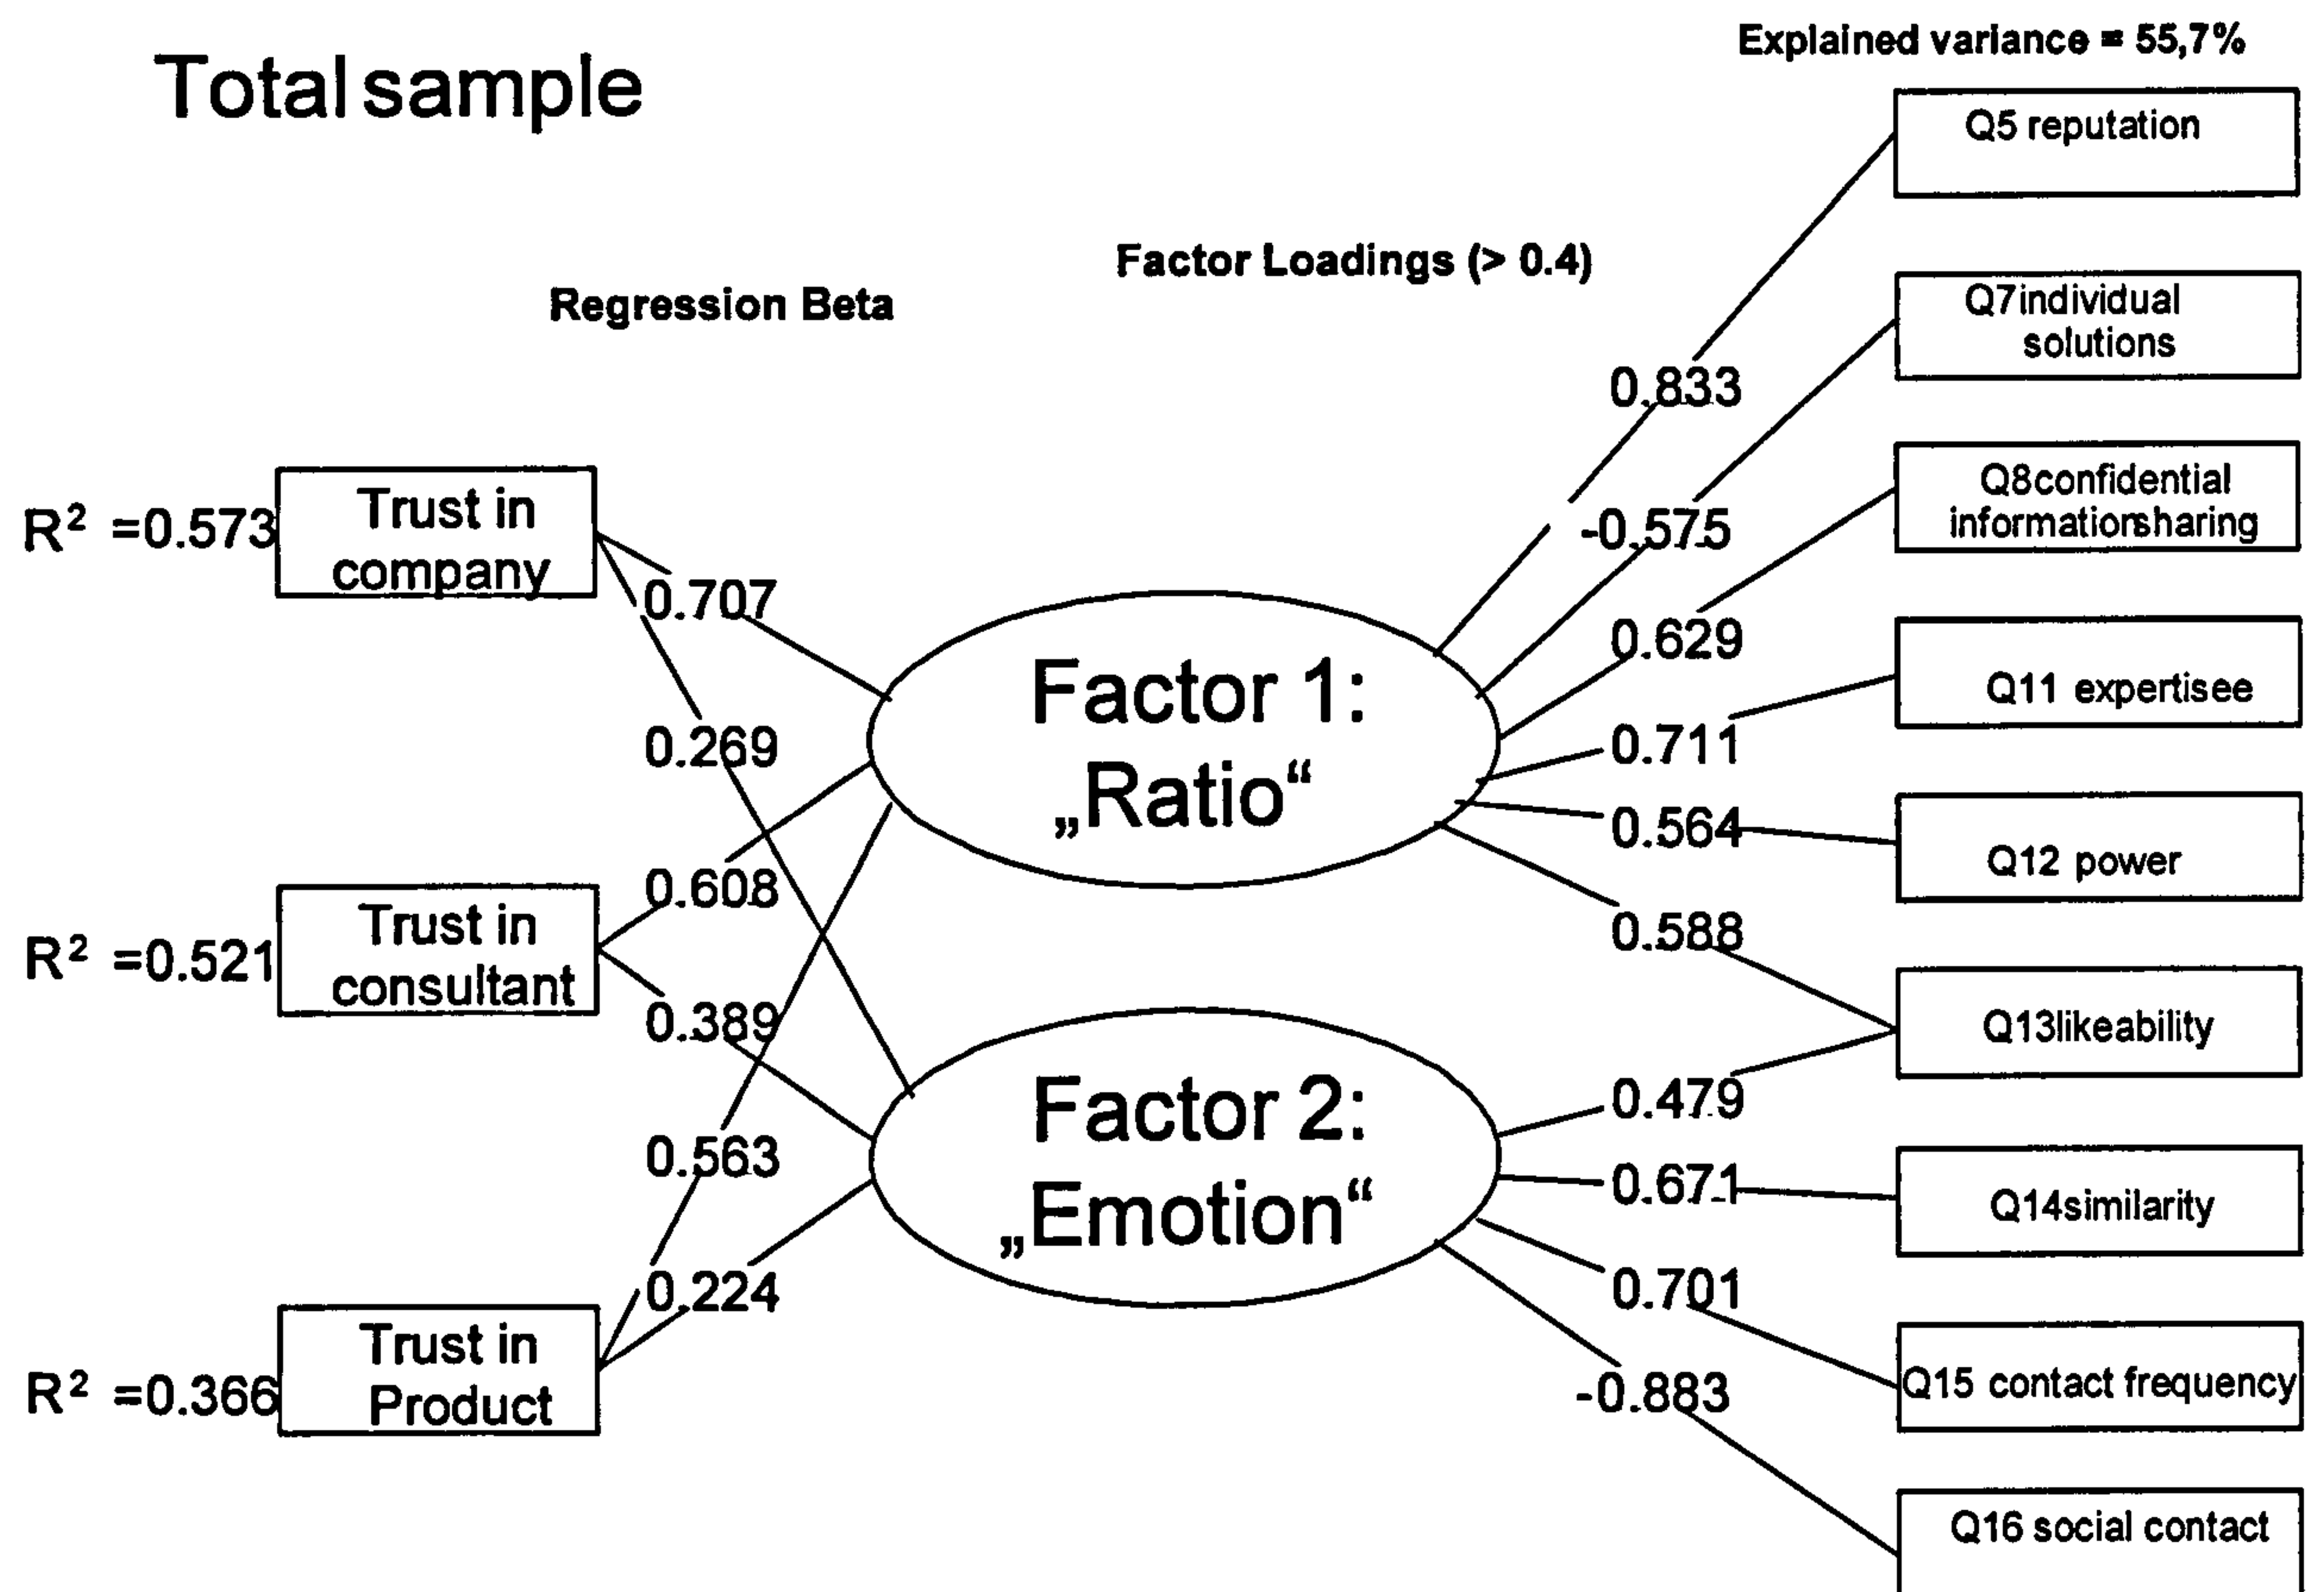 Total sample
Explained variance = 55,7%
Factor Loadings (> 0.4)
Regression Beta
R² =0.573
Trust in
company
R² =0.521
Trust in
consultant
R² =0.366
Trust in
Product
0.707
0.269
0.608
0.389
0.563
0.224
Factor 1:
„Ratio“
Factor 2:
„Emotion“
0.833
-0.575
0.629
0.711
0.564
0.588
0.479
0.671
0.701
-0.883
Q5 reputation
Q7individual
solutions
Q8confidential
informationsharing
Q11 expertisee
Q12 power
Q13likeability
Q14similarity
Q15 contact frequency
Q16 social contact